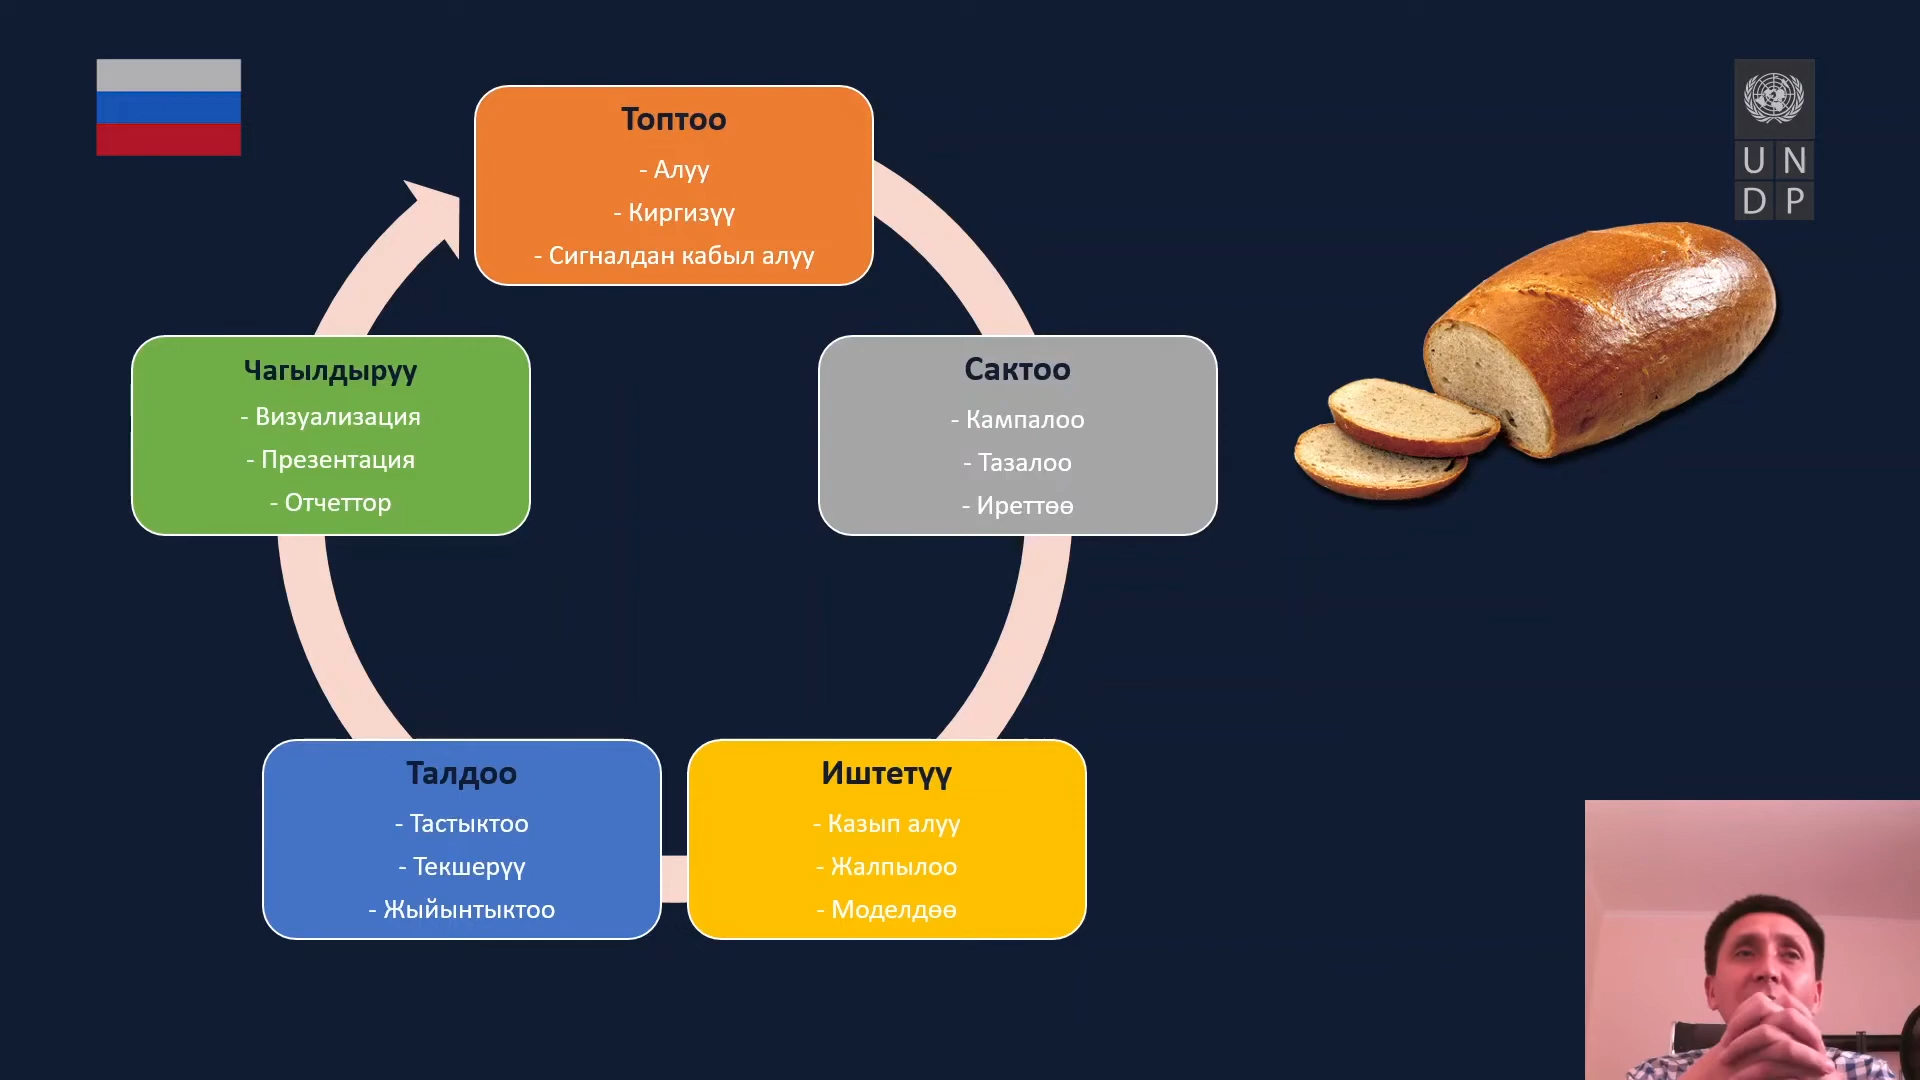 Топтоо
- Алуу
- Киргизүү
- Сигналдан кабыл алуу
Сактоо
- Кампалоо
- Тазалоо
- Иреттөө
Иштетүү
- Казып алуу
- Жалпылоо
- Моделдөө
Талдоо
- Тастыктоо
- Текшерүү
- Жыйынтыктоо
Чагылдыруу
- Визуализация
- Презентация
- Отчеттор
U N
D P